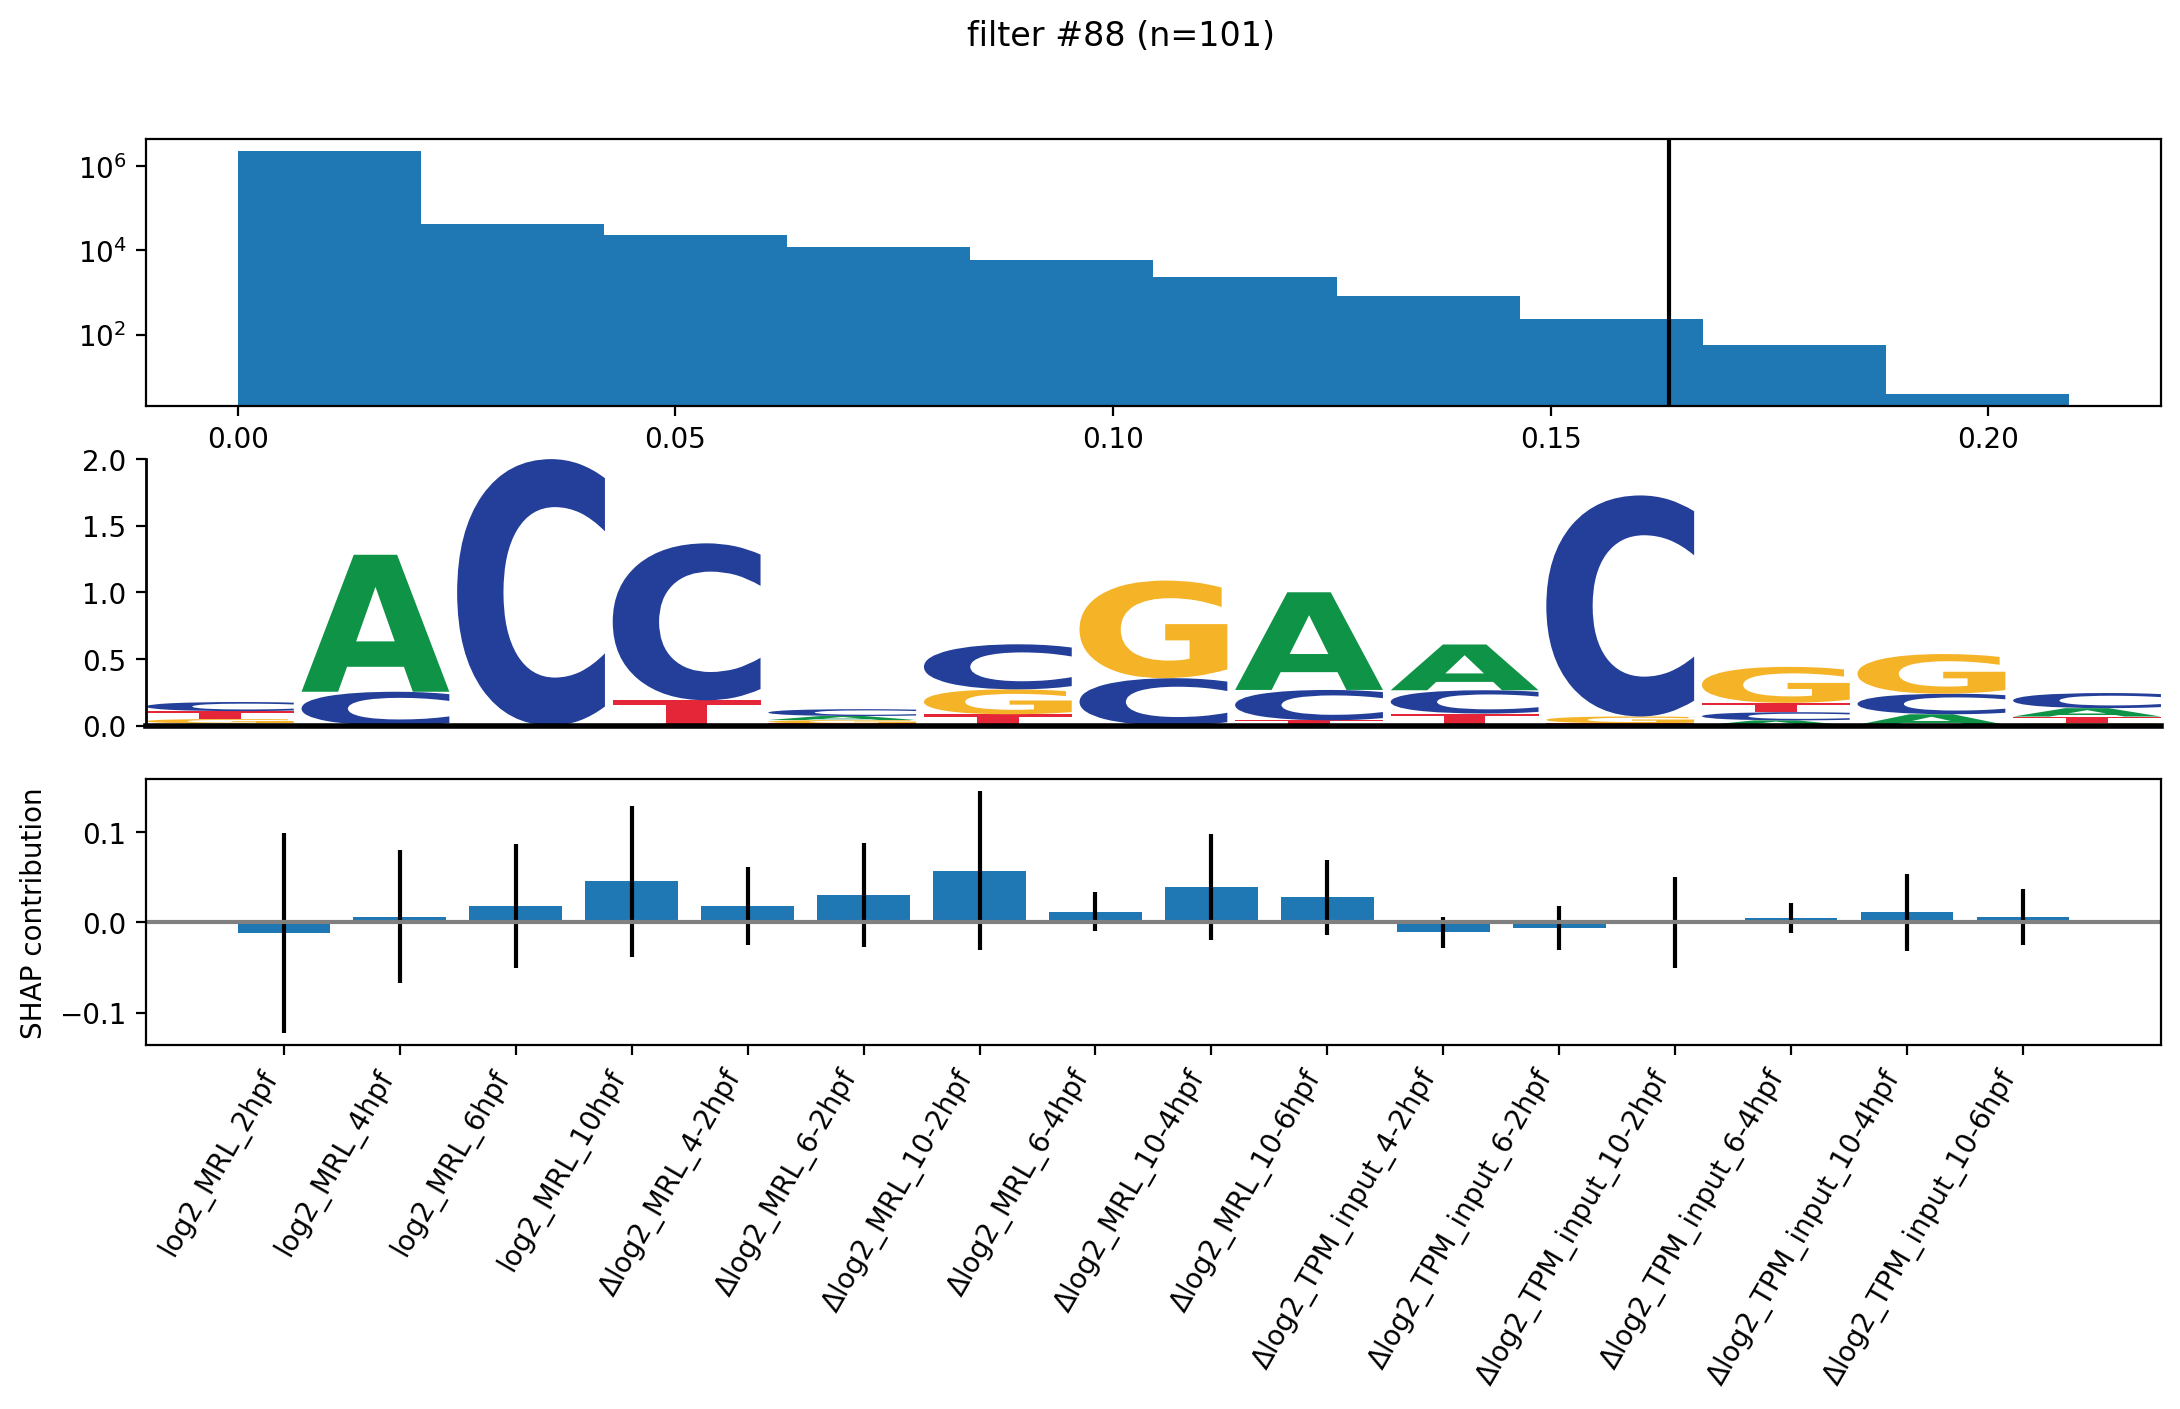 filter #88 (n=101)
10^6
10^4
10^2
0.00 0.05 0.10 0.15 0.20
2.0
1.5
1.0
0.5
0.0
C T G
A C
C
C T
C A G
C G T
G C
A C T
A C T
C G
G T C A
G C A
C A T
SHAP contribution
0.1
0.0
−0.1
log2_MRL_2hpf
log2_MRL_4hpf
log2_MRL_6hpf
log2_MRL_10hpf
Δlog2_MRL_4-2hpf
Δlog2_MRL_6-2hpf
Δlog2_MRL_10-2hpf
Δlog2_MRL_6-4hpf
Δlog2_MRL_10-4hpf
Δlog2_MRL_10-6hpf
Δlog2_TPM_input_4-2hpf
Δlog2_TPM_input_6-2hpf
Δlog2_TPM_input_10-2hpf
Δlog2_TPM_input_6-4hpf
Δlog2_TPM_input_10-4hpf
Δlog2_TPM_input_10-6hpf